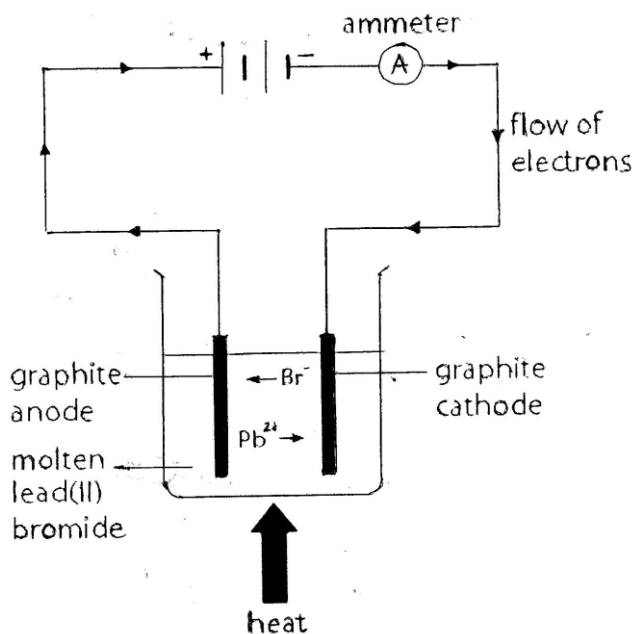 ammeter
+
−
A
flow of
electrons
graphite
anode
Br⁻
graphite
cathode
Pb²⁺
molten
lead(II)
bromide
heat